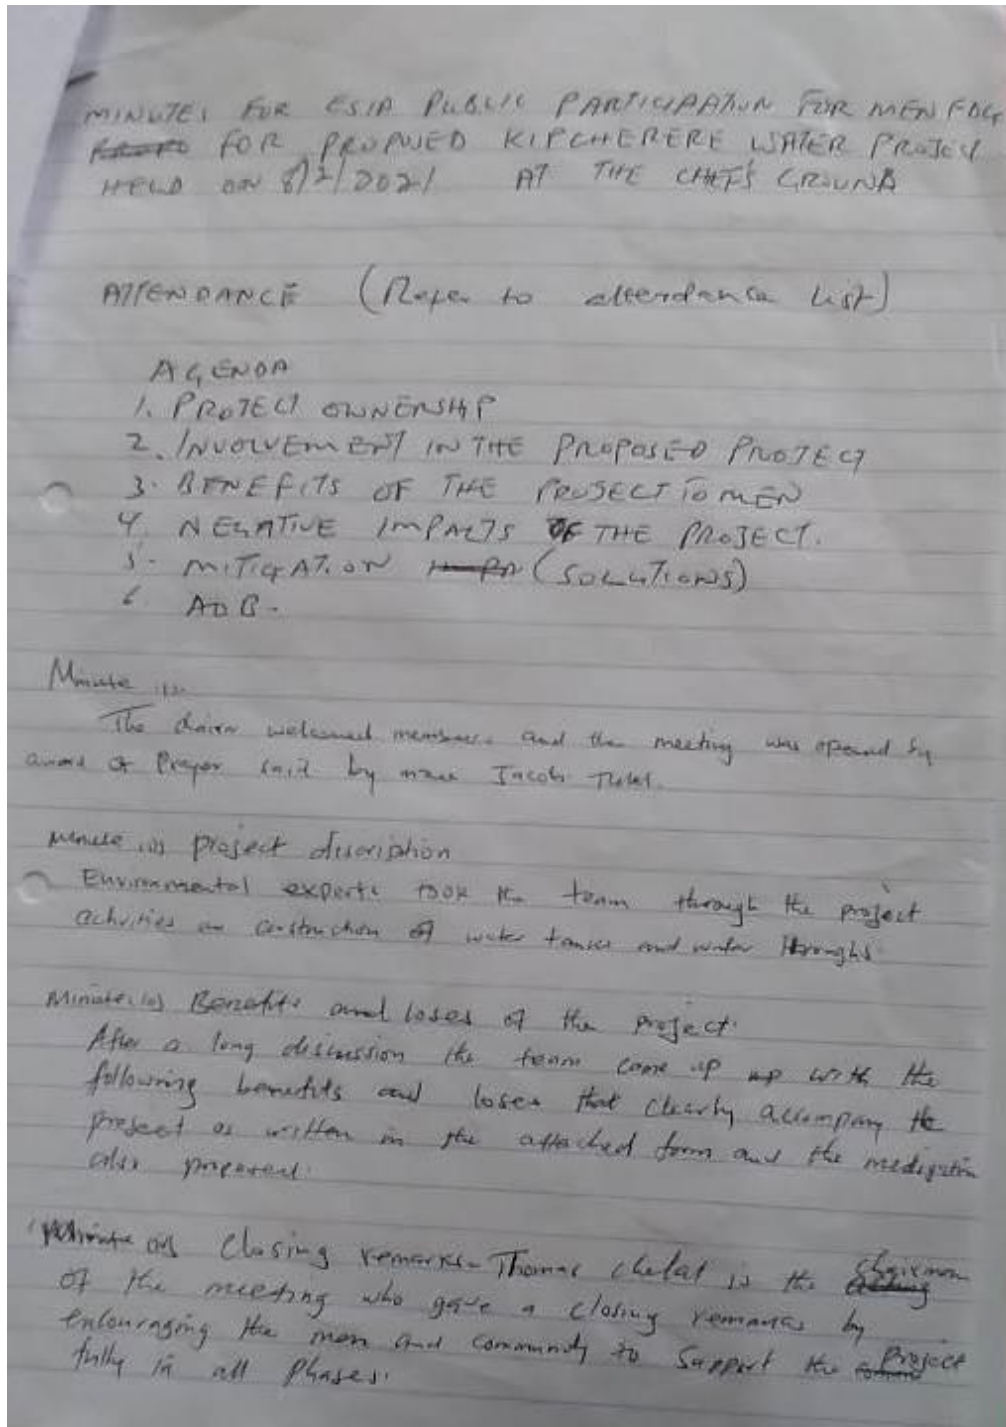 MINUTES FOR ESIA PUBLIC PARTICIPATION FOR MEN FDG
FOR PROPOSED KIPCHERERE WATER PROJECT
HELD ON 8/2/2021 AT THE CHIEF'S GROUND
ATTENDANCE (Refer to attendance list)
AGENDA
1. PROJECT OWNERSHIP
2. INVOLVEMENT IN THE PROPOSED PROJECT
3. BENEFITS OF THE PROJECT TO MEN
4. NEGATIVE IMPACTS OF THE PROJECT.
5. MITIGATION (SOLUTIONS)
6. AOB.
Minute
The welcomed members and the meeting was opened by
a word of Prayer said by Jacob
Minute project discription
Environmental experts took the team through the project
activities on construction of water tanks and water throughs.
Minute Benefits and loses of the project.
After a long discussion the team came up with the
following benefits and loses that clearly accompany the
project as written in the attached form and the
also
Minute closing remarks - Thomas is the chairman
of the meeting who gave a closing remarks by
encouraging the men and community to support the project
fully in all phases.